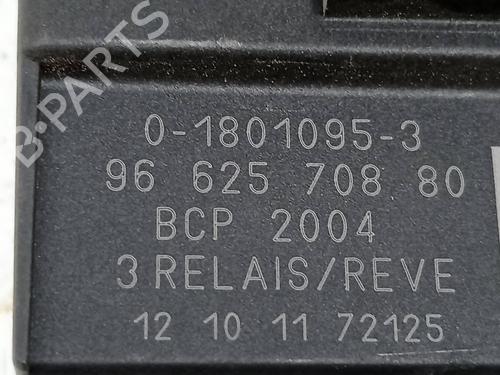 B-PARTS
0-1801095-3
96 625 708 80
BCP 2004
3 RELAIS/REVE
12 10 11 72125